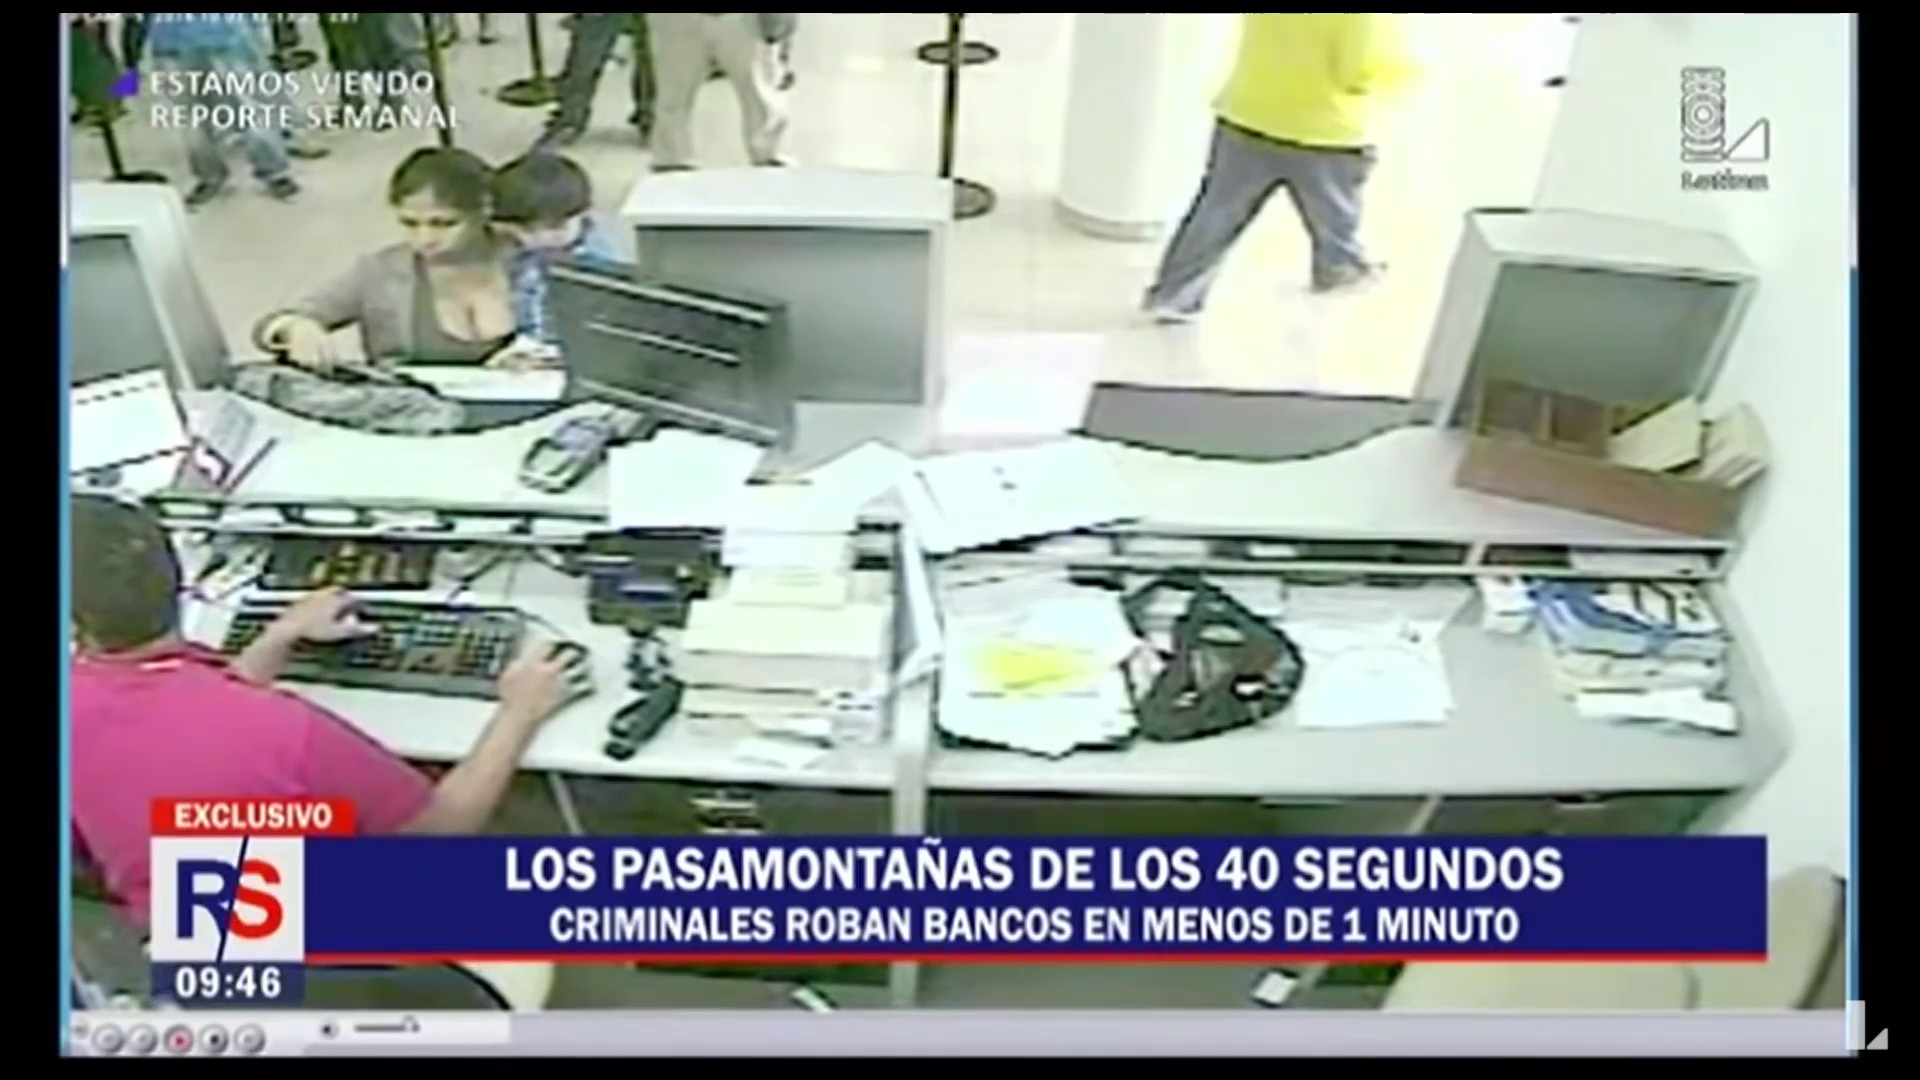 ESTAMOS VIENDO
REPORTE SEMANAL
Latina
EXCLUSIVO
RS
LOS PASAMONTAÑAS DE LOS 40 SEGUNDOS
CRIMINALES ROBAN BANCOS EN MENOS DE 1 MINUTO
09:46